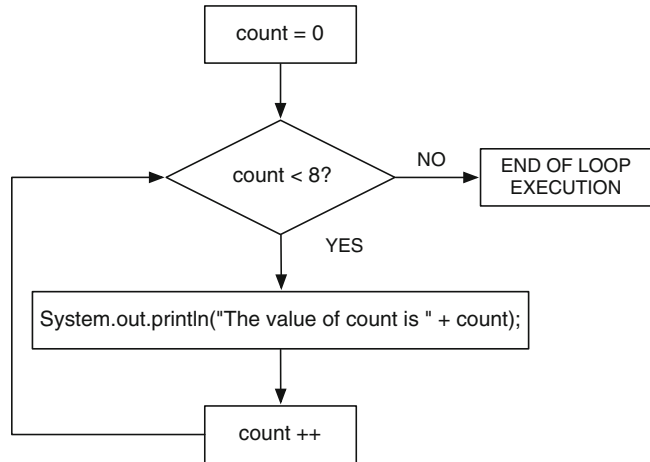 count = 0
count < 8?
NO
END OF LOOP
EXECUTION
YES
System.out.println("The value of count is " + count);
count ++